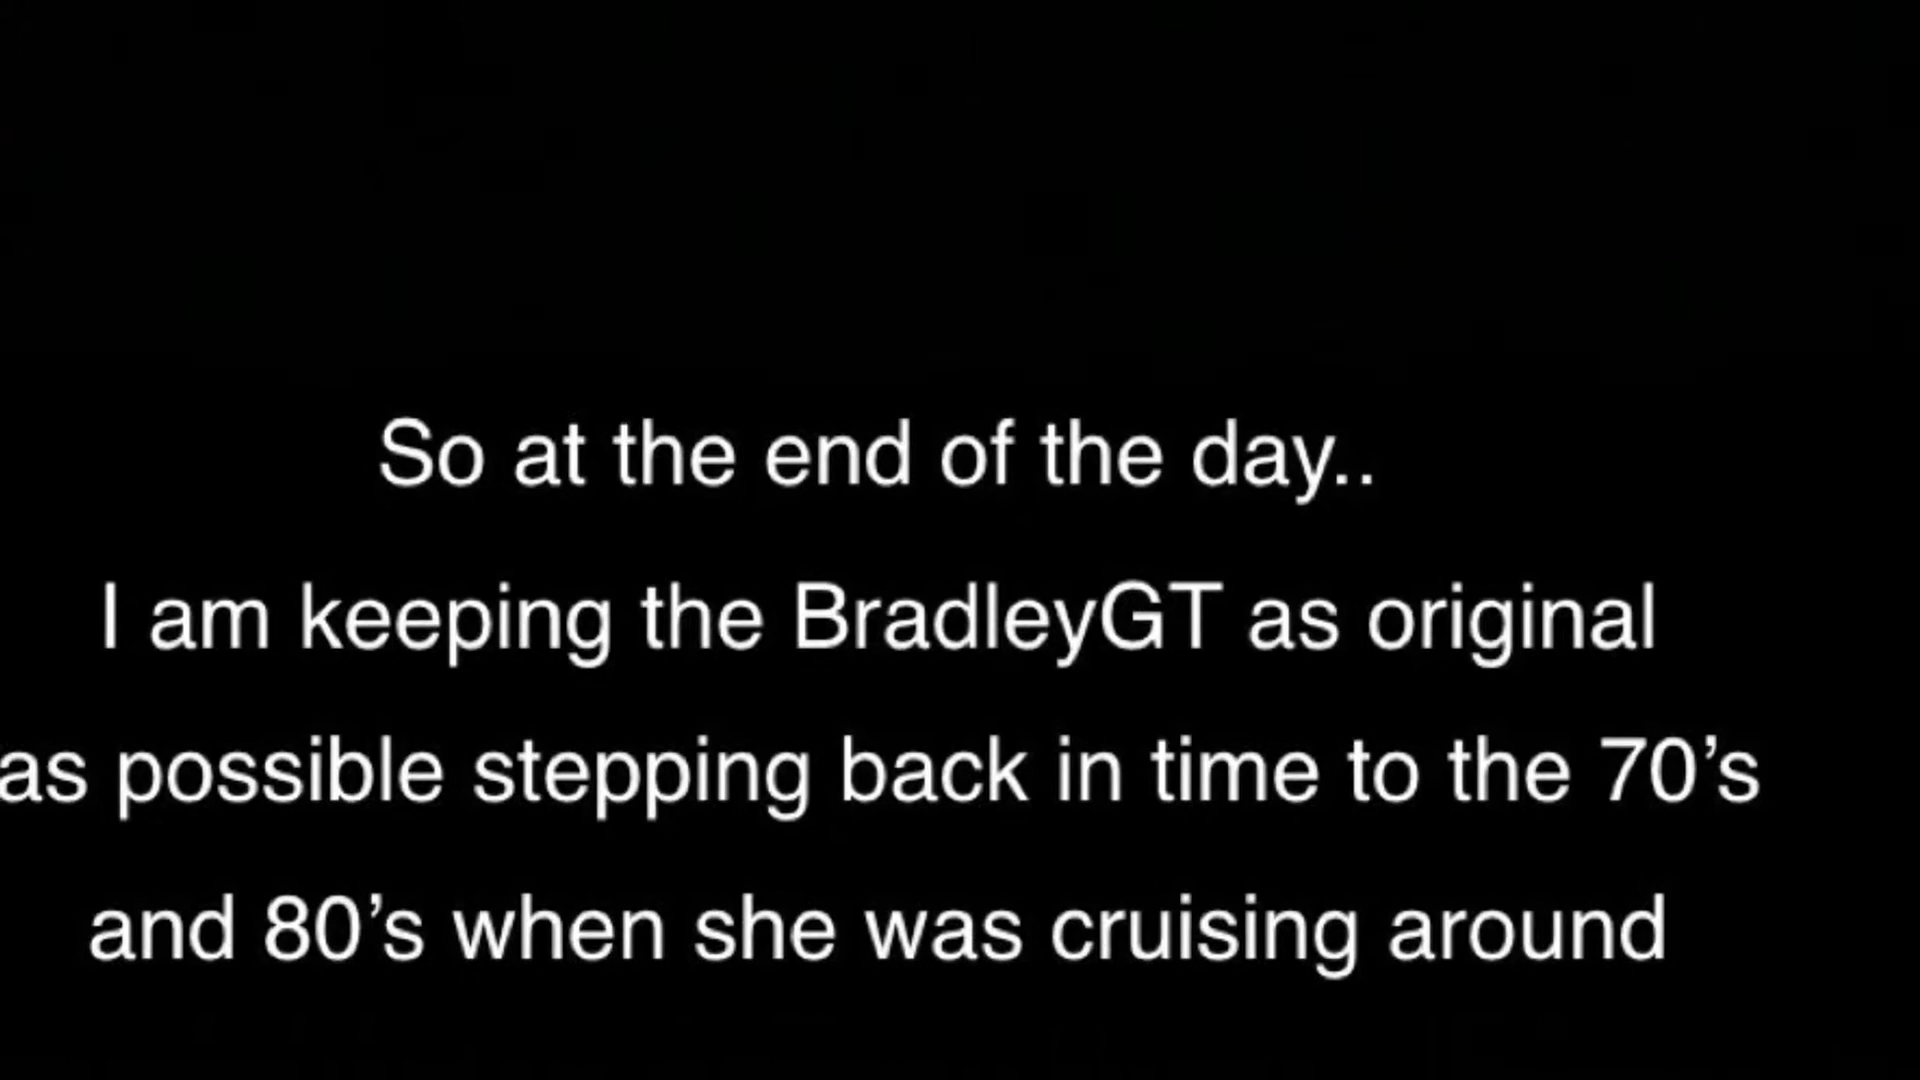 So at the end of the day..
I am keeping the BradleyGT as original
as possible stepping back in time to the 70’s
and 80’s when she was cruising around